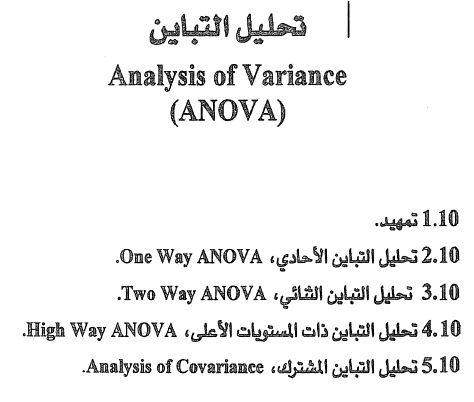 تحليل التباين
Analysis of Variance
(ANOVA)
1.10 تمهيد.
2.10 تحليل التباين الأحادي، One Way ANOVA.
3.10 تحليل التباين الثنائي، Two Way ANOVA.
4.10 تحليل التباين ذات المستويات الأعلى، High Way ANOVA.
5.10 تحليل التباين المشترك، Analysis of Covariance.